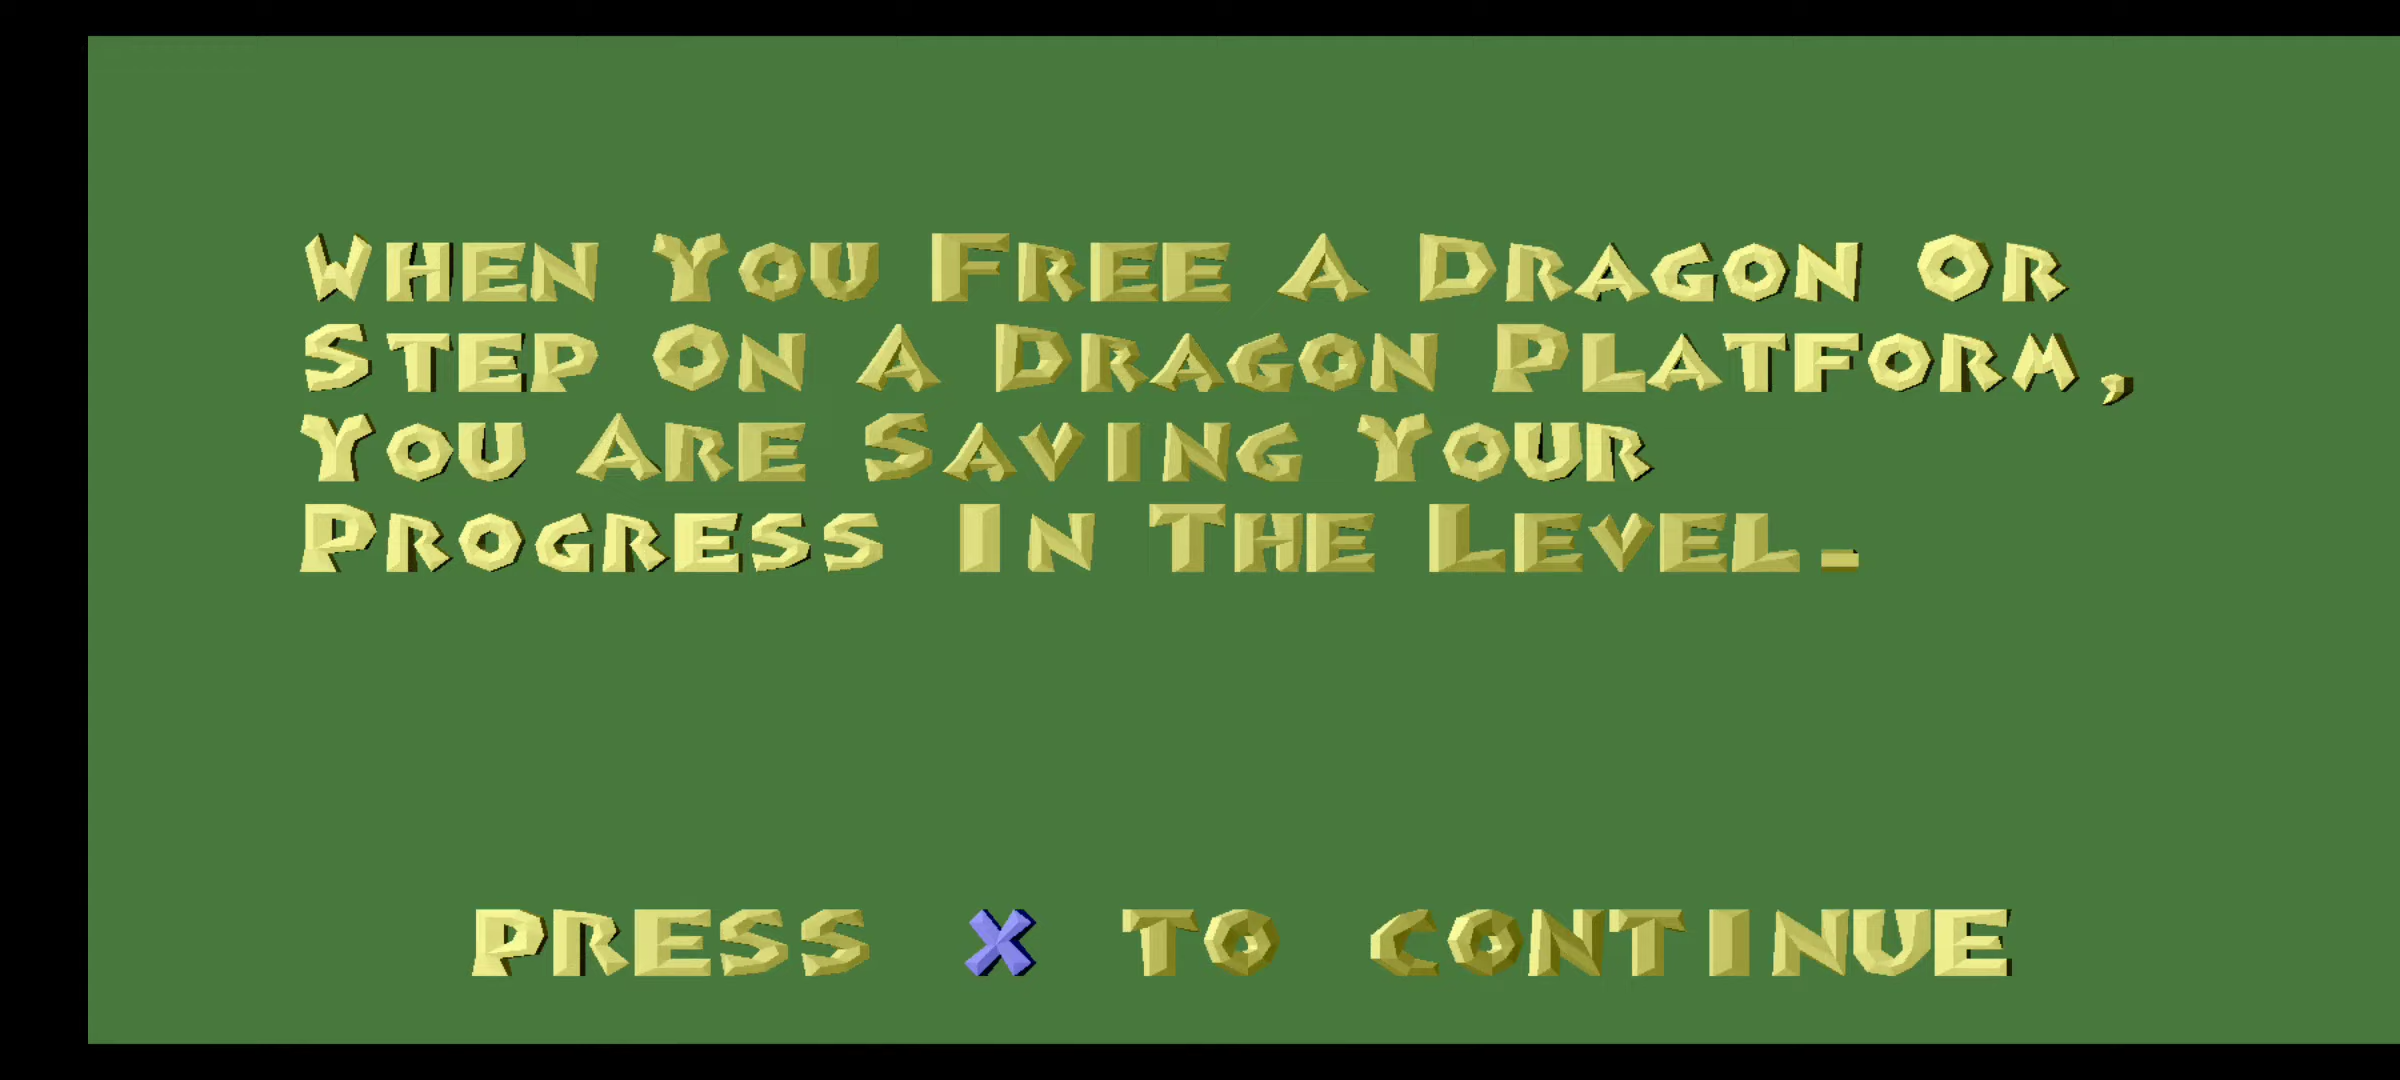 When You Free A Dragon Or
Step On A Dragon Platform,
You Are Saving Your
Progress In The Level.
PRESS X TO CONTINUE